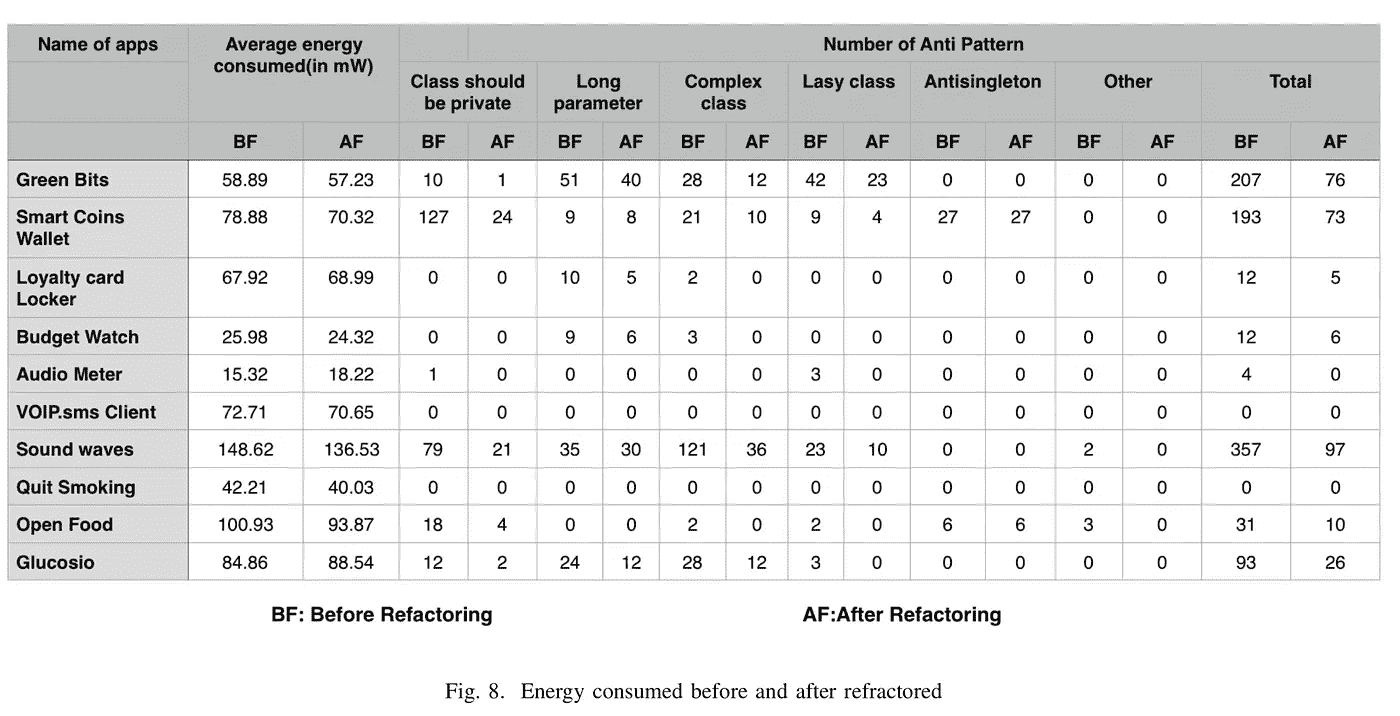 Name of apps Average energy consumed(in mW) Number of Anti Pattern
Class should be private Long parameter Complex class Lasy class Antisingleton Other Total
BF AF BF AF BF AF BF AF BF AF BF AF BF AF BF AF
Green Bits 58.89 57.23 10 1 51 40 28 12 42 23 0 0 0 0 207 76
Smart Coins Wallet 78.88 70.32 127 24 9 8 21 10 9 4 27 27 0 0 193 73
Loyalty card Locker 67.92 68.99 0 0 10 5 2 0 0 0 0 0 0 0 12 5
Budget Watch 25.98 24.32 0 0 9 6 3 0 0 0 0 0 0 0 12 6
Audio Meter 15.32 18.22 1 0 0 0 0 0 3 0 0 0 0 0 4 0
VOIP.sms Client 72.71 70.65 0 0 0 0 0 0 0 0 0 0 0 0 0 0
Sound waves 148.62 136.53 79 21 35 30 121 36 23 10 0 0 2 0 357 97
Quit Smoking 42.21 40.03 0 0 0 0 0 0 0 0 0 0 0 0 0 0
Open Food 100.93 93.87 18 4 0 0 2 0 2 0 6 6 3 0 31 10
Glucosio 84.86 88.54 12 2 24 12 28 12 3 0 0 0 0 0 93 26
BF: Before Refactoring AF:After Refactoring
Fig. 8. Energy consumed before and after refractored